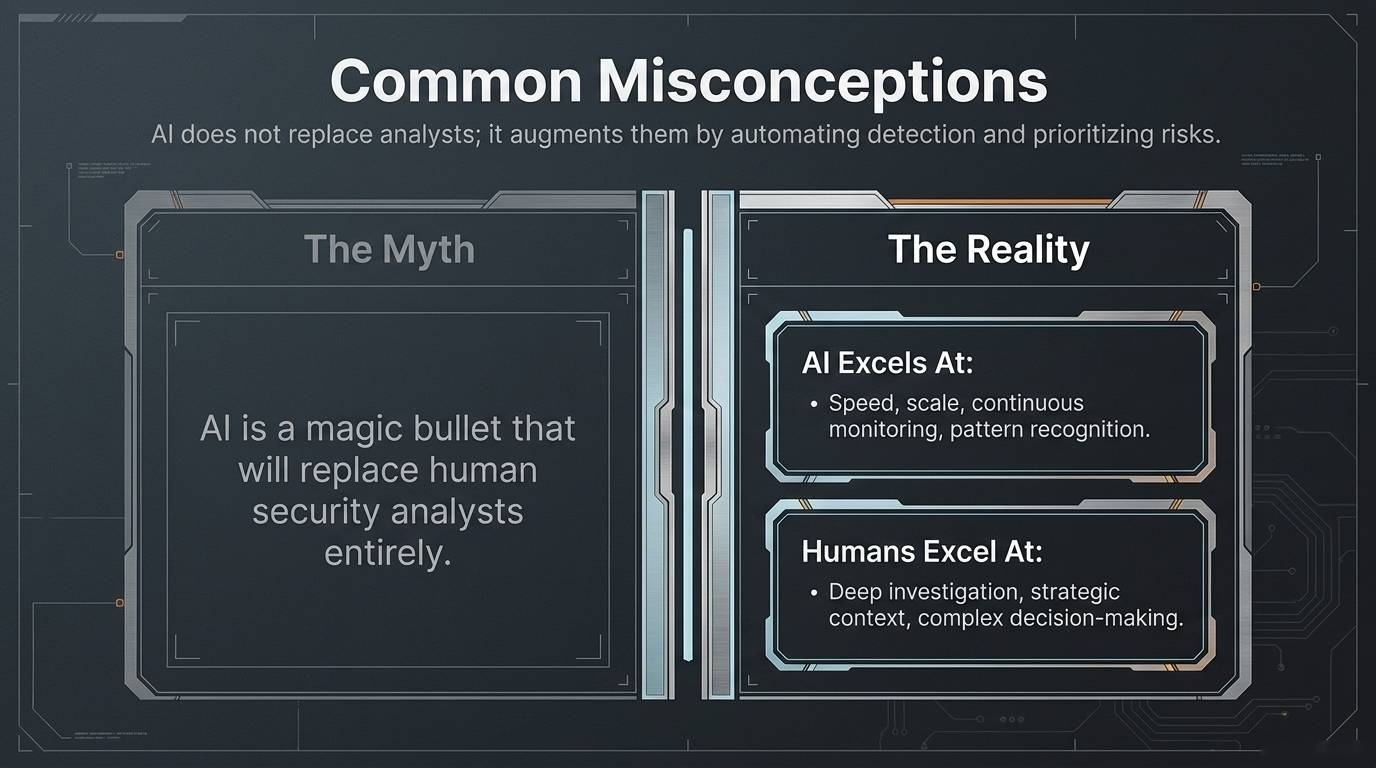 Common Misconceptions
AI does not replace analysts; it augments them by automating detection and prioritizing risks.
The Myth
AI is a magic bullet that
will replace human
security analysts
entirely.
The Reality
AI Excels At:
• Speed, scale, continuous
monitoring, pattern recognition.
Humans Excel At:
• Deep investigation, strategic
context, complex decision-making.